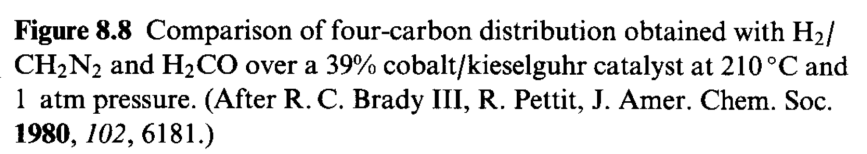 Figure 8.8 Comparison of four-carbon distribution obtained with H₂/
CH₂N₂ and H₂CO over a 39% cobalt/kieselguhr catalyst at 210 °C and
1 atm pressure. (After R. C. Brady III, R. Pettit, J. Amer. Chem. Soc.
1980, 102, 6181.)